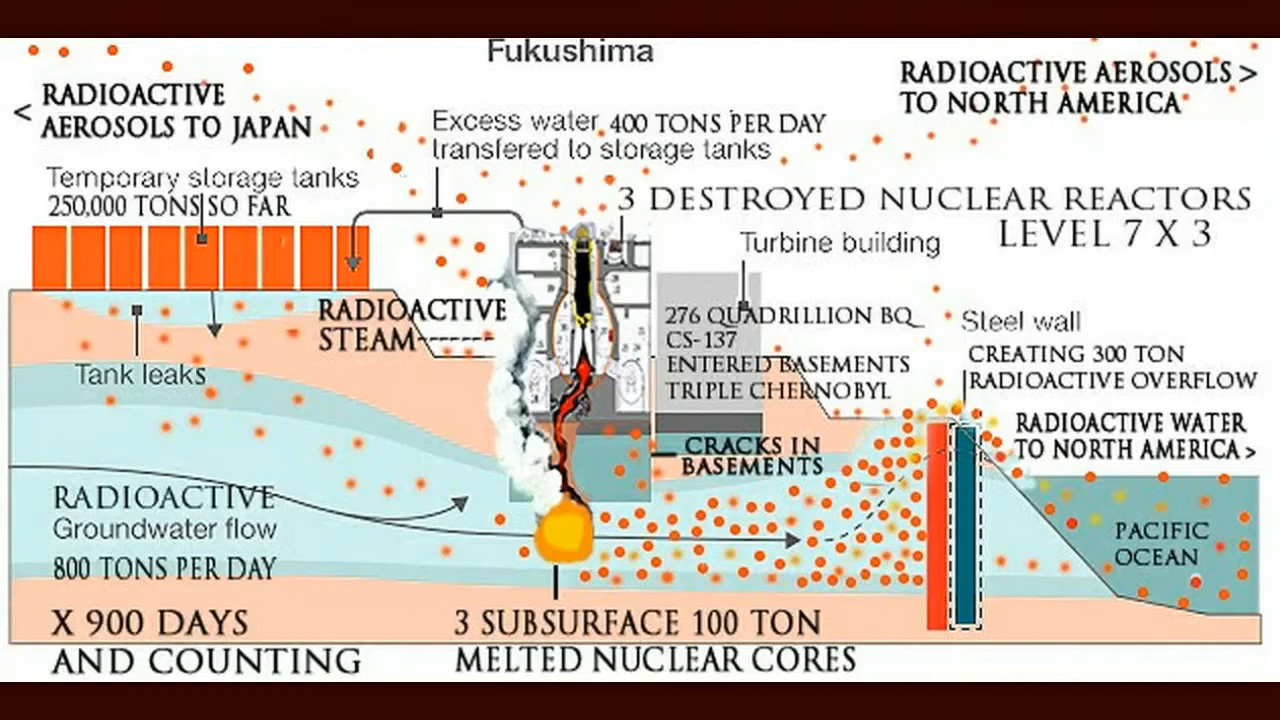 Fukushima
< RADIOACTIVE
AEROSOLS TO JAPAN
RADIOACTIVE AEROSOLS >
TO NORTH AMERICA
Excess water 400 TONS PER DAY
transfered to storage tanks
Temporary storage tanks
250,000 TONS SO FAR
3 DESTROYED NUCLEAR REACTORS
LEVEL 7 X 3
Turbine building
RADIOACTIVE
STEAM
276 QUADRILLION BQ
CS-137
ENTERED BASEMENTS
TRIPLE CHERNOBYL
Steel wall
CREATING 300 TON
RADIOACTIVE OVERFLOW
Tank leaks
RADIOACTIVE WATER
TO NORTH AMERICA >
CRACKS IN
BASEMENTS
RADIOACTIVE
Groundwater flow
800 TONS PER DAY
PACIFIC
OCEAN
X 900 DAYS
AND COUNTING
3 SUBSURFACE 100 TON
MELTED NUCLEAR CORES